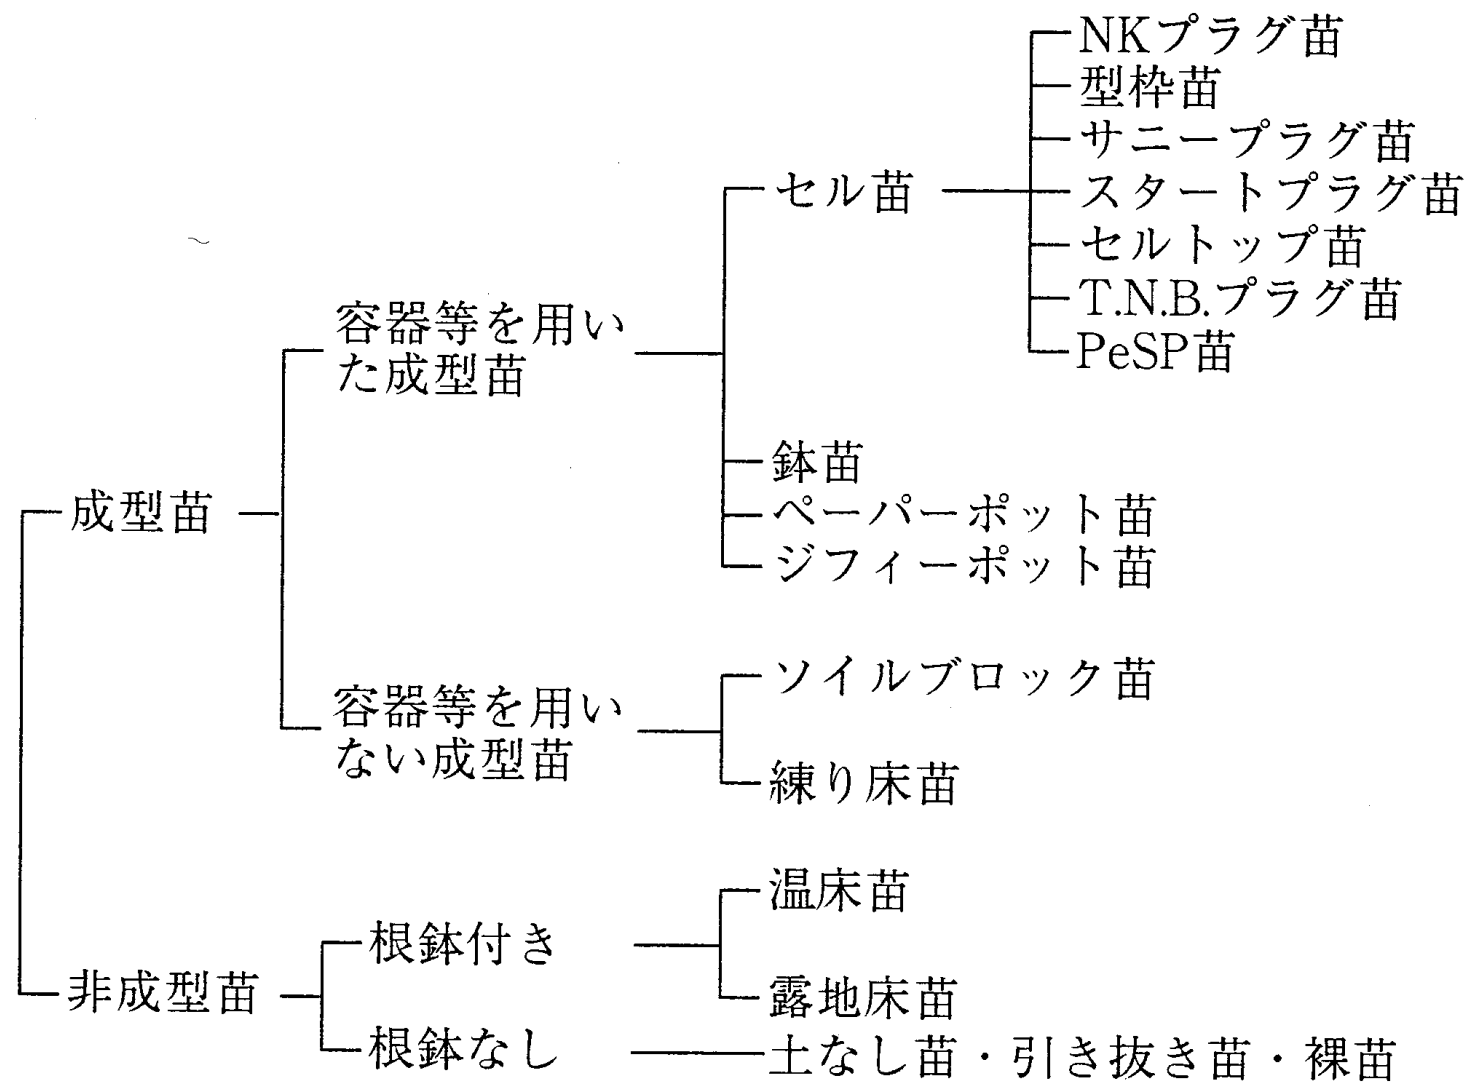 NKプラグ苗
型枠苗
サニープラグ苗
セル苗
スタートプラグ苗
セルトップ苗
T.N.B.プラグ苗
PeSP苗
容器等を用い
た成型苗
鉢苗
成型苗
ペーパーポット苗
ジフィーポット苗
ソイルブロック苗
容器等を用い
ない成型苗
練り床苗
温床苗
根鉢付き
非成型苗
露地床苗
根鉢なし
土なし苗・引き抜き苗・裸苗